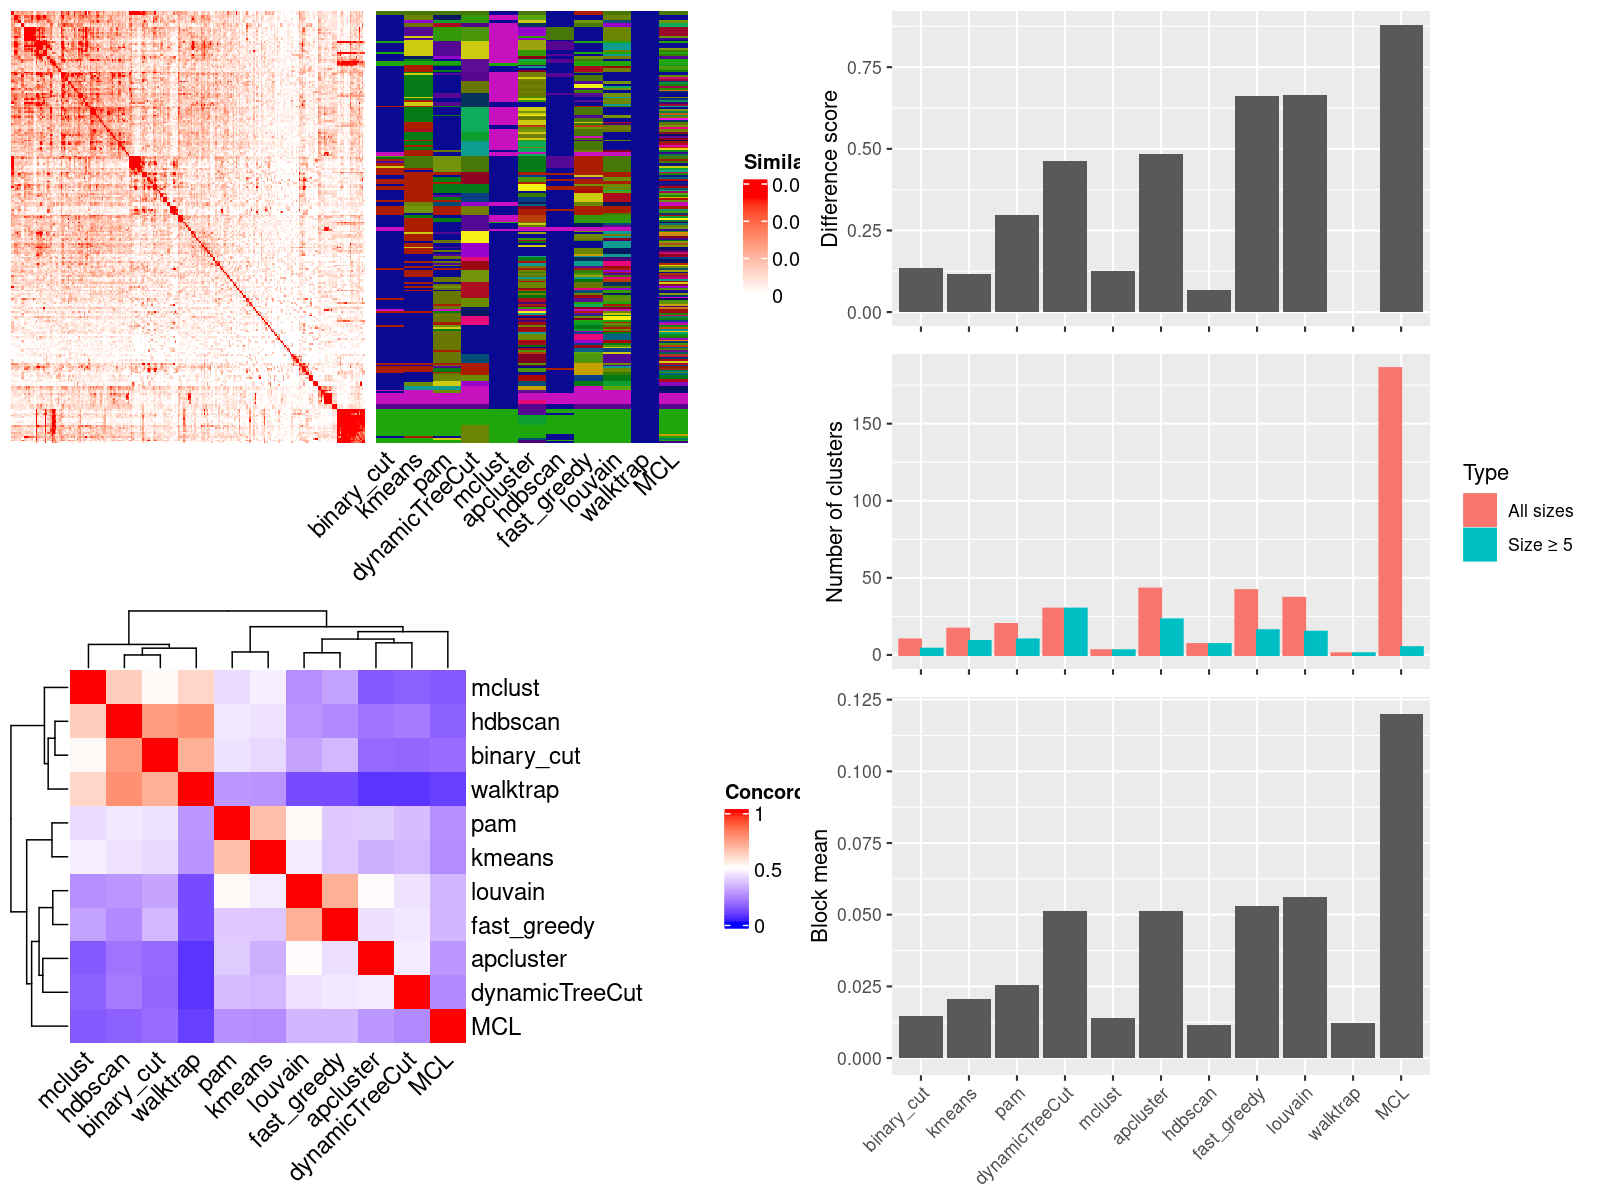 Simila
0.0
0.0
0.0
0
binary_cut
kmeans
pam
dynamicTreeCut
mclust
apcluster
hdbscan
fast_greedy
louvain
walktrap
MCL
mclust
hdbscan
binary_cut
walktrap
pam
kmeans
louvain
fast_greedy
apcluster
dynamicTreeCut
MCL
mclust
hdbscan
binary_cut
walktrap
pam
kmeans
louvain
fast_greedy
apcluster
dynamicTreeCut
MCL
Concord
1
0.5
0
Difference score
0.75
0.50
0.25
0.00
Number of clusters
150
100
50
0
Type
All sizes
Size ≥ 5
Block mean
0.125
0.100
0.075
0.050
0.025
0.000
binary_cut
kmeans
pam
dynamicTreeCut
mclust
apcluster
hdbscan
fast_greedy
louvain
walktrap
MCL